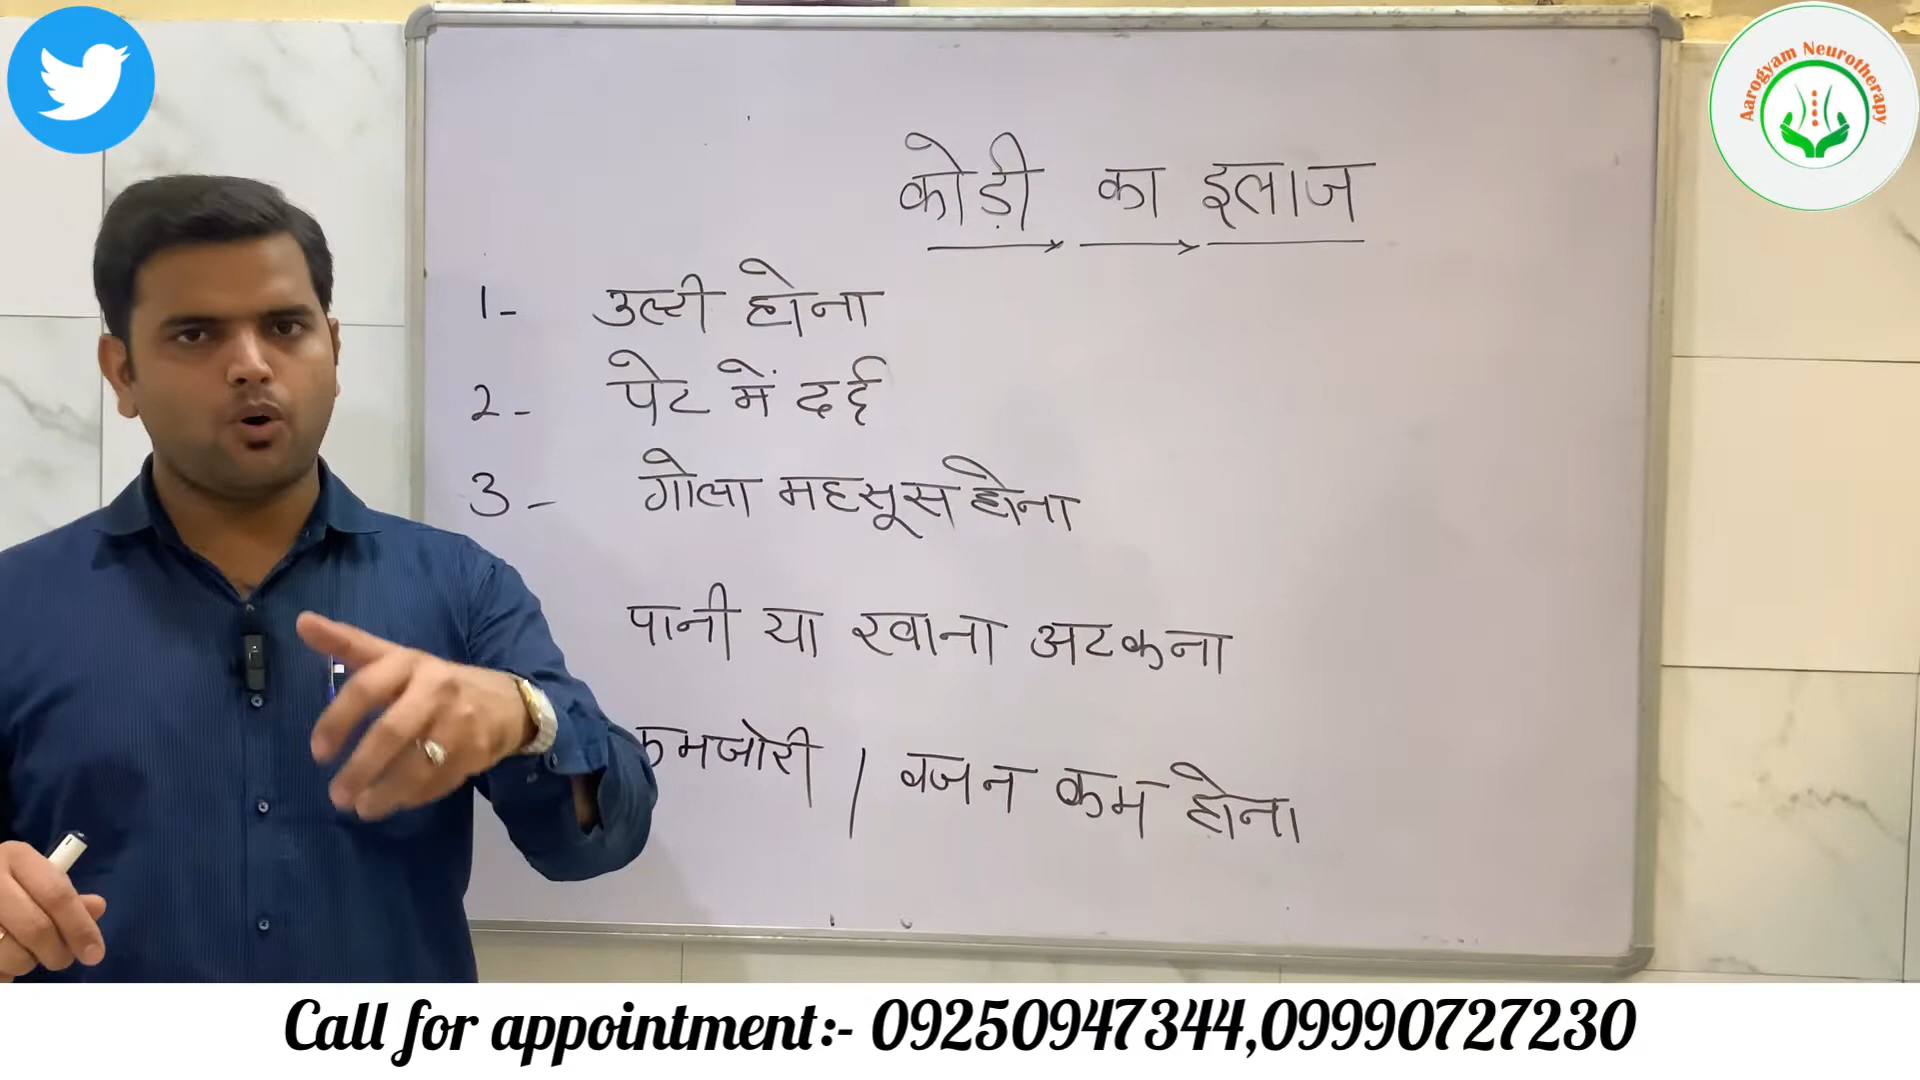 Aarogyam Neurotherapy
कोड़ी का इलाज
1- उल्टी होना
2- पेट में दर्द
3- गोला महसूस होना
पानी या खाना अटकना
कमजोरी / वजन कम होना
Call for appointment:- 09250947344,09990727230